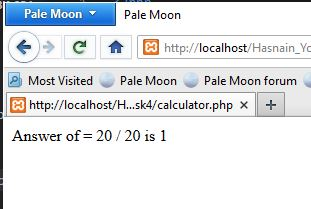 Pale Moon Pale Moon
http://localhost/Hasnain_Yo
Most Visited Pale Moon Pale Moon forum
http://localhost/H...sk4/calculator.php
Answer of = 20 / 20 is 1